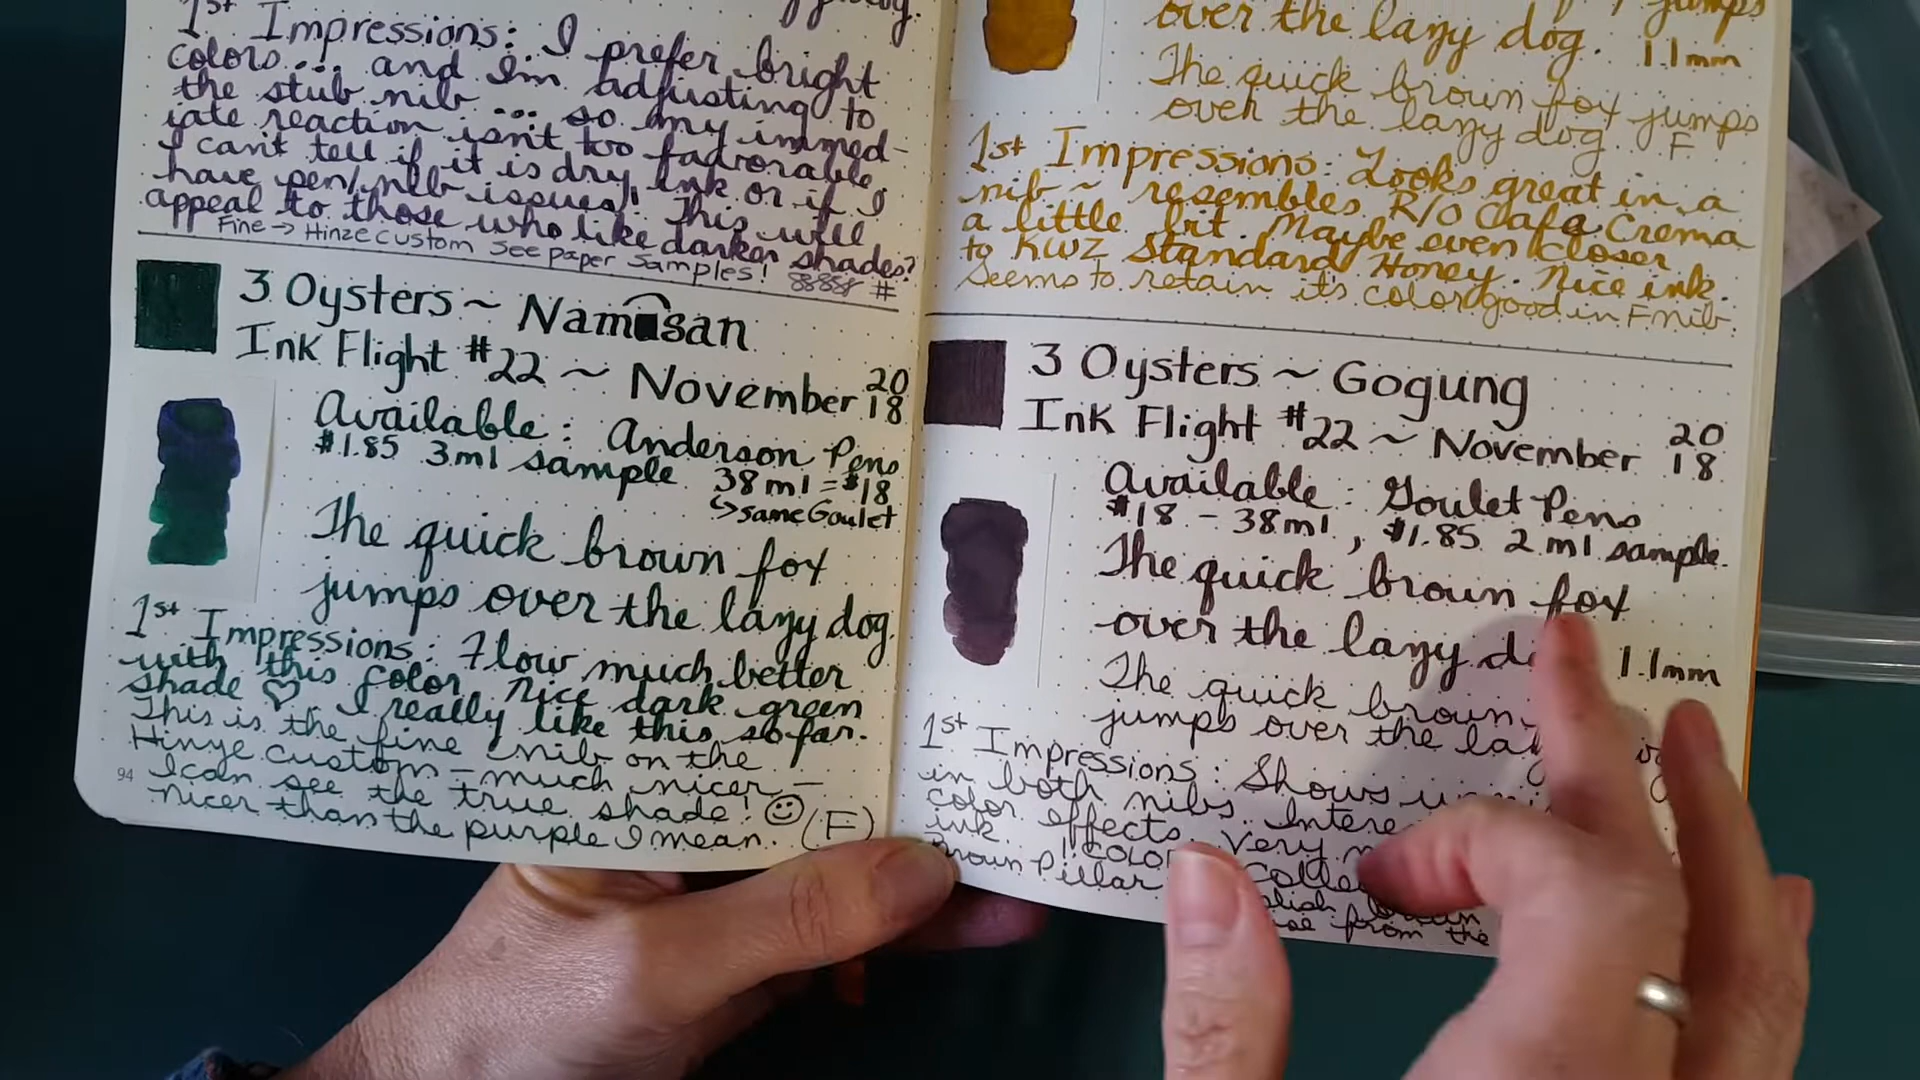 1st Impressions: I prefer bright
colors ... and I'm adjusting to
the stub nib ... so my immed-
iate reaction isn't too favorable,
I can't tell if it is dry ink or if I
have pen/nib issues! This will
appeal to those who like darker shades?
Fine → Hinze custom see paper samples! 88888 #
3 Oysters ~ Namasan
Ink Flight #22 ~ November 2018
Available: Anderson Pens
$1.85 3ml sample 38ml = $18
↳ same Goulet
The quick brown fox
jumps over the lazy dog.
1st Impressions: Flow much better
with this color, nice dark green
shade ♡. I really like this so far.
This is the fine nib on the
Hinze custom - much nicer -
I can see the true shade! ☺
nicer than the purple I mean. (F)
94
jumps
over the lazy dog. 1.1mm
The quick brown fox jumps
over the lazy dog. F
1st Impressions: Looks great in a
nib ~ resembles R/O Cafe Crema
a little bit. Maybe even closer
to KWZ Standard Honey. Nice ink.
Seems to retain it's color good in F nib.
3 Oysters ~ Gogung
Ink Flight #22 ~ November 2018
Available: Goulet Pens
$18 - 38ml, $1.85 2ml sample.
The quick brown fox
over the lazy 1.1mm
The quick brown
jumps over the
1st Impressions: Shows
in both nibs.
color effects. Very
ink.
Brown Pillar
from the